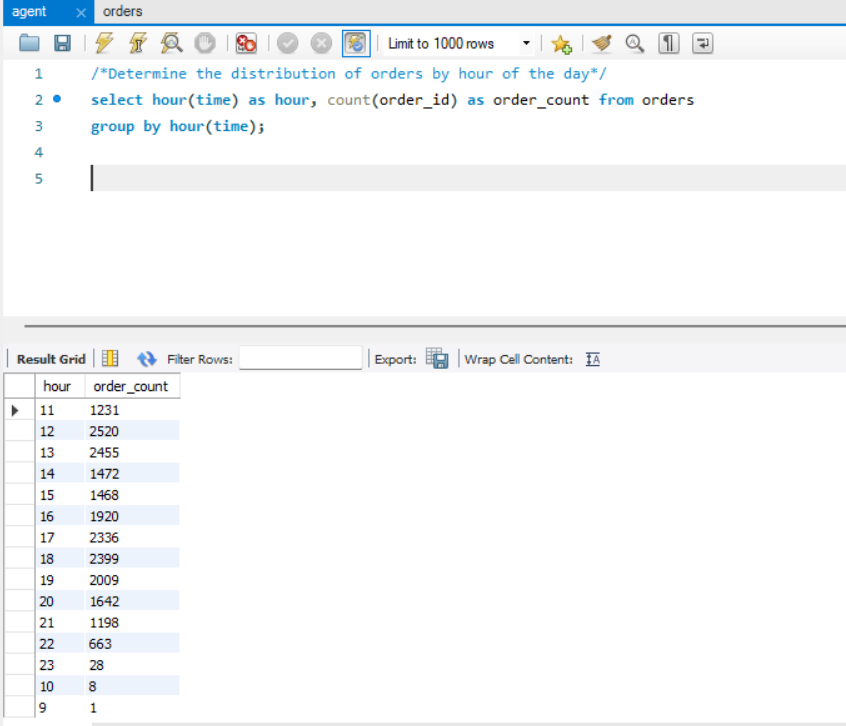 agent orders
Limit to 1000 rows
1 /*Determine the distribution of orders by hour of the day*/
2 select hour(time) as hour, count(order_id) as order_count from orders
3 group by hour(time);
4
5
Result Grid Filter Rows: Export: Wrap Cell Content:
hour order_count
11 1231
12 2520
13 2455
14 1472
15 1468
16 1920
17 2336
18 2399
19 2009
20 1642
21 1198
22 663
23 28
10 8
9 1